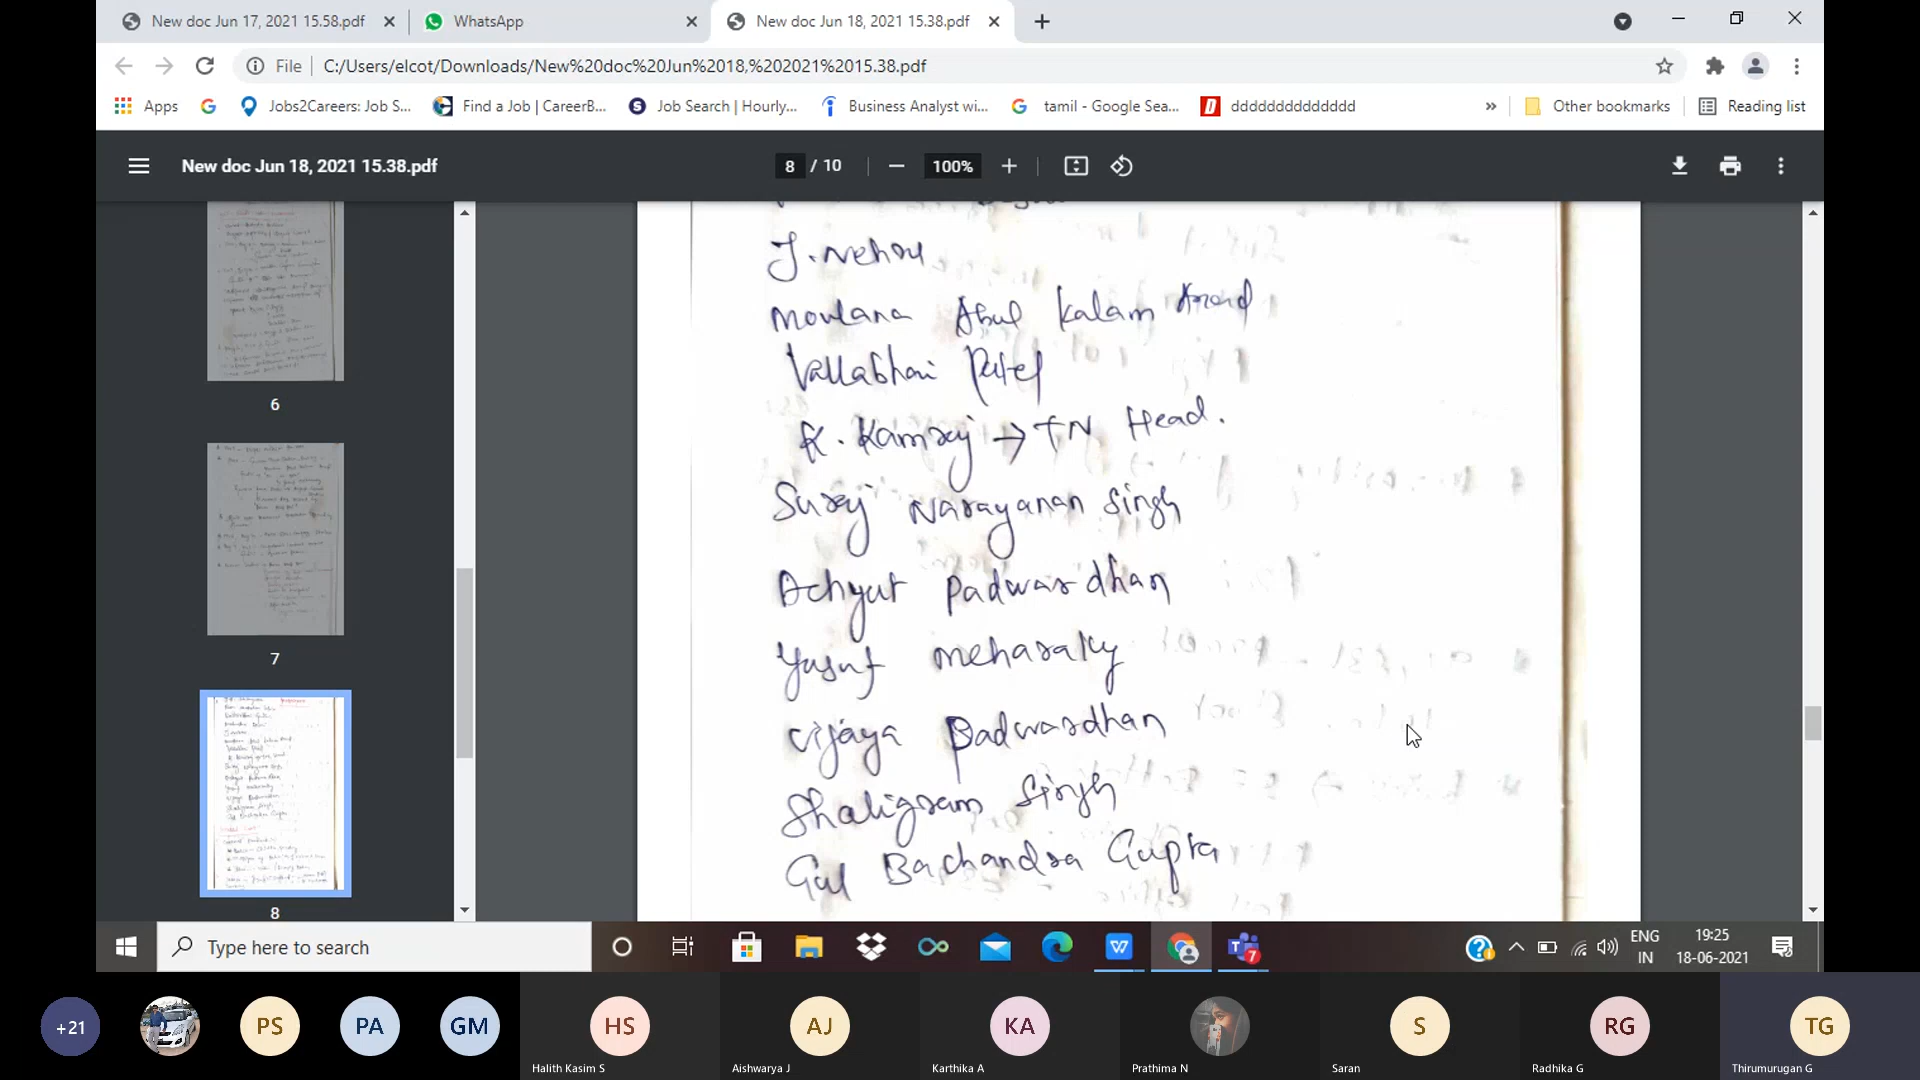 New doc Jun 17, 2021 15.58.pdf
WhatsApp
New doc Jun 18, 2021 15.38.pdf
File
C:/Users/elcot/Downloads/New%20doc%20Jun%2018,%202021%2015.38.pdf
Apps
Jobs2Careers: Job S...
Find a Job | CareerB...
Job Search | Hourly,...
Business Analyst wi...
tamil - Google Sea...
dddddddddddddd
Other bookmarks
Reading list
New doc Jun 18, 2021 15.38.pdf
8 / 10
100%
6
7
8
J. Nehru
Moulana Abul Kalam Azad
Vallabhai Patel
K. Kamraj → TN Head.
Suraj Narayanan Singh
Achyut Padwardhan
Yusuf Meharaly
Vijaya Padwardhan
Shaligram Singh
Gul Bachandra Gupta
Type here to search
7
ENG
IN
19:25
18-06-2021
+21
PS
PA
GM
HS
AJ
KA
S
RG
TG
Halith Kasim S
Aishwarya J
Karthika A
Prathima N
Saran
Radhika G
Thirumurugan G